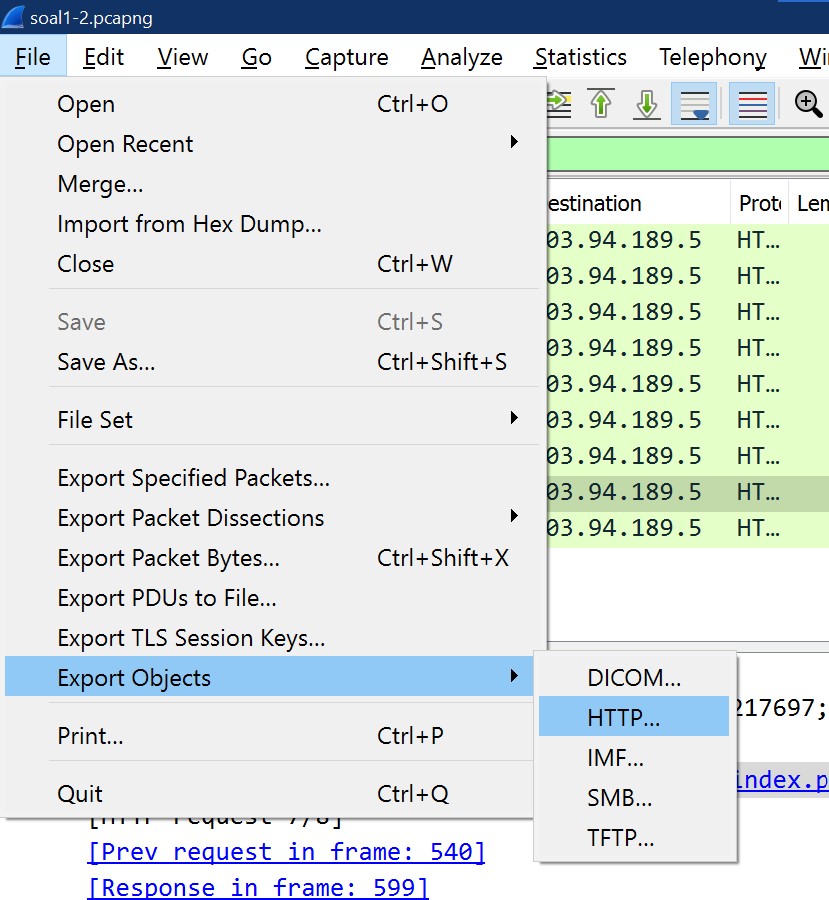 soal1-2.pcapng
File Edit View Go Capture Analyze Statistics Telephony
Open Ctrl+O
Open Recent
Merge...
Import from Hex Dump...
Close Ctrl+W
Save Ctrl+S
Save As... Ctrl+Shift+S
File Set
Export Specified Packets...
Export Packet Dissections
Export Packet Bytes... Ctrl+Shift+X
Export PDUs to File...
Export TLS Session Keys...
Export Objects
Print... Ctrl+P
Quit Ctrl+Q
DICOM...
HTTP...
IMF...
SMB...
TFTP...
estination Prot Len
03.94.189.5 HT...
03.94.189.5 HT...
03.94.189.5 HT...
03.94.189.5 HT...
03.94.189.5 HT...
03.94.189.5 HT...
03.94.189.5 HT...
03.94.189.5 HT...
03.94.189.5 HT...
217697;
index.p
[Prev request in frame: 540]
[Response in frame: 599]